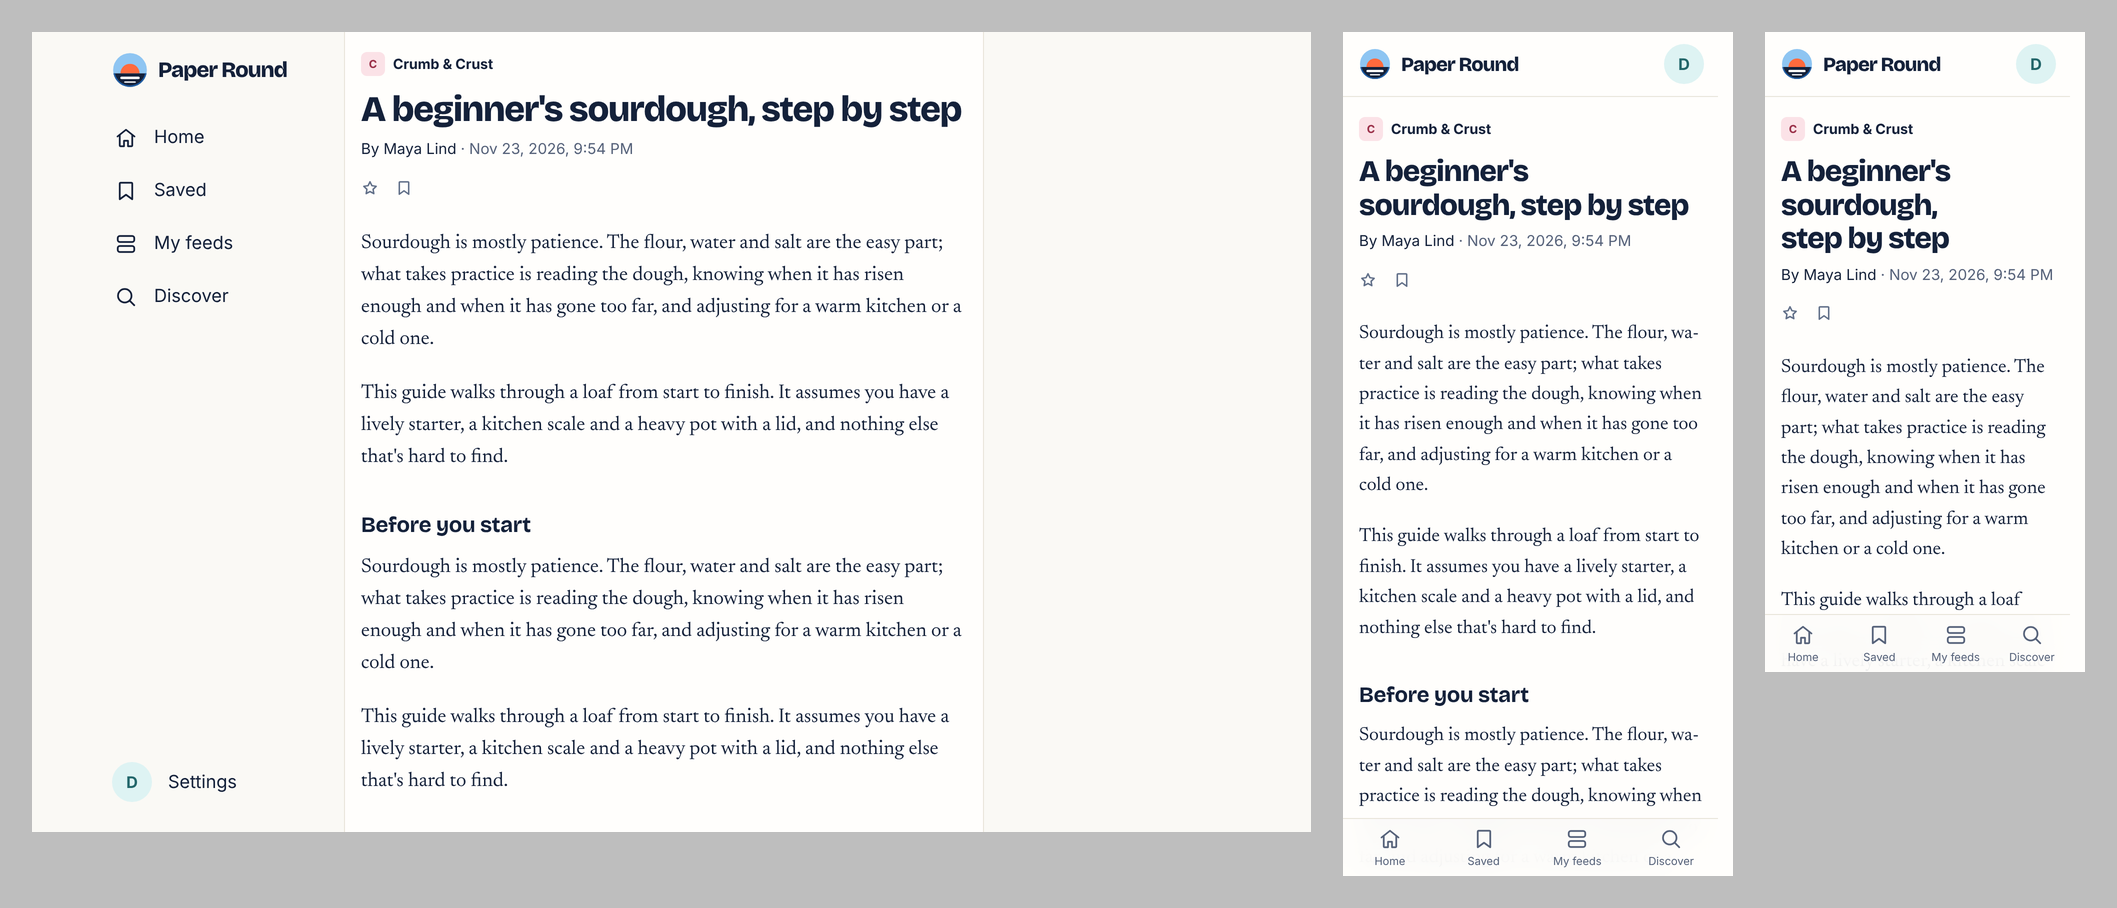 Paper Round
Home
Saved
My feeds
Discover
D
Settings
C
Crumb & Crust
A beginner's sourdough, step by step
By Maya Lind · Nov 23, 2026, 9:54 PM
Sourdough is mostly patience. The flour, water and salt are the easy part;
what takes practice is reading the dough, knowing when it has risen
enough and when it has gone too far, and adjusting for a warm kitchen or a
cold one.
This guide walks through a loaf from start to finish. It assumes you have a
lively starter, a kitchen scale and a heavy pot with a lid, and nothing else
that's hard to find.
Before you start
Sourdough is mostly patience. The flour, water and salt are the easy part;
what takes practice is reading the dough, knowing when it has risen
enough and when it has gone too far, and adjusting for a warm kitchen or a
cold one.
This guide walks through a loaf from start to finish. It assumes you have a
lively starter, a kitchen scale and a heavy pot with a lid, and nothing else
that's hard to find.
Paper Round
D
C
Crumb & Crust
A beginner's
sourdough, step by step
By Maya Lind · Nov 23, 2026, 9:54 PM
Sourdough is mostly patience. The flour, wa-
ter and salt are the easy part; what takes
practice is reading the dough, knowing when
it has risen enough and when it has gone too
far, and adjusting for a warm kitchen or a
cold one.
This guide walks through a loaf from start to
finish. It assumes you have a lively starter, a
kitchen scale and a heavy pot with a lid, and
nothing else that's hard to find.
Before you start
Sourdough is mostly patience. The flour, wa-
ter and salt are the easy part; what takes
practice is reading the dough, knowing when
Home
Saved
My feeds
Discover
Paper Round
D
C
Crumb & Crust
A beginner's
sourdough,
step by step
By Maya Lind · Nov 23, 2026, 9:54 PM
Sourdough is mostly patience. The
flour, water and salt are the easy
part; what takes practice is reading
the dough, knowing when it has
risen enough and when it has gone
too far, and adjusting for a warm
kitchen or a cold one.
This guide walks through a loaf
Home
Saved
My feeds
Discover